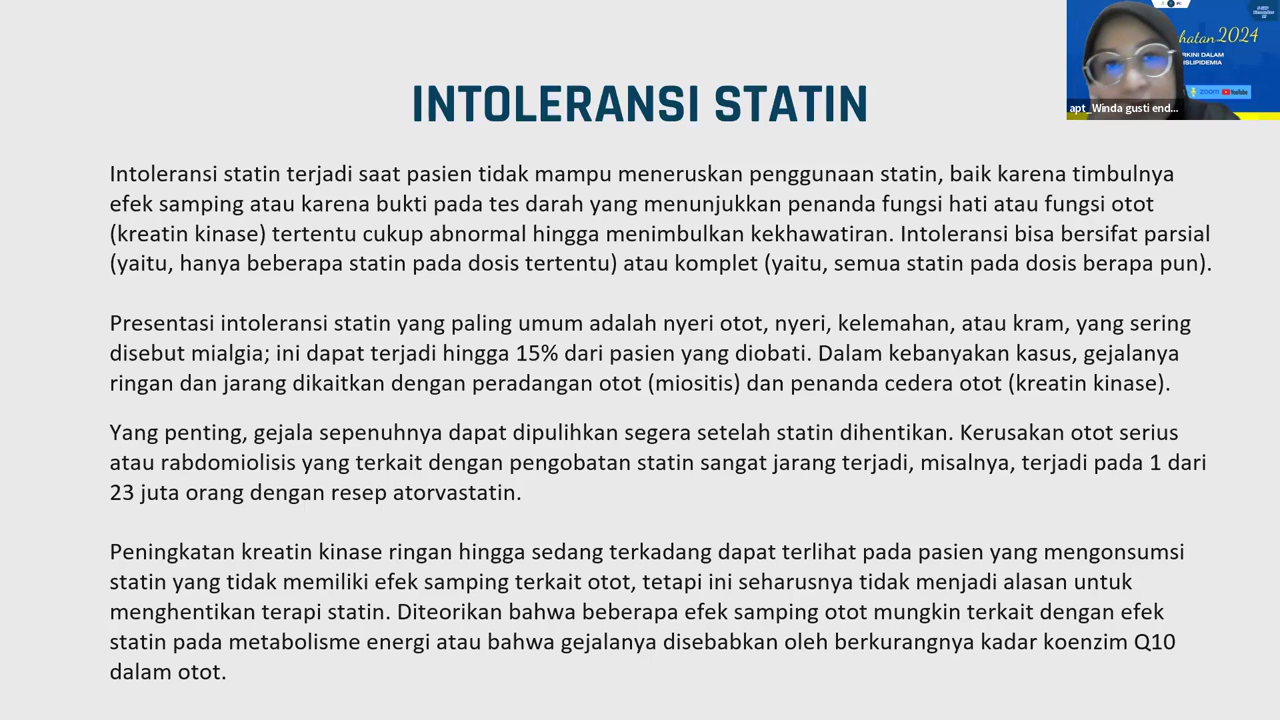 hatan 2024
RKINI DALAM
ISLIPIDEMIA
zoom YouTube
apt_Winda gusti end...
INTOLERANSI STATIN
Intoleransi statin terjadi saat pasien tidak mampu meneruskan penggunaan statin, baik karena timbulnya
efek samping atau karena bukti pada tes darah yang menunjukkan penanda fungsi hati atau fungsi otot
(kreatin kinase) tertentu cukup abnormal hingga menimbulkan kekhawatiran. Intoleransi bisa bersifat parsial
(yaitu, hanya beberapa statin pada dosis tertentu) atau komplet (yaitu, semua statin pada dosis berapa pun).
Presentasi intoleransi statin yang paling umum adalah nyeri otot, nyeri, kelemahan, atau kram, yang sering
disebut mialgia; ini dapat terjadi hingga 15% dari pasien yang diobati. Dalam kebanyakan kasus, gejalanya
ringan dan jarang dikaitkan dengan peradangan otot (miositis) dan penanda cedera otot (kreatin kinase).
Yang penting, gejala sepenuhnya dapat dipulihkan segera setelah statin dihentikan. Kerusakan otot serius
atau rabdomiolisis yang terkait dengan pengobatan statin sangat jarang terjadi, misalnya, terjadi pada 1 dari
23 juta orang dengan resep atorvastatin.
Peningkatan kreatin kinase ringan hingga sedang terkadang dapat terlihat pada pasien yang mengonsumsi
statin yang tidak memiliki efek samping terkait otot, tetapi ini seharusnya tidak menjadi alasan untuk
menghentikan terapi statin. Diteorikan bahwa beberapa efek samping otot mungkin terkait dengan efek
statin pada metabolisme energi atau bahwa gejalanya disebabkan oleh berkurangnya kadar koenzim Q10
dalam otot.